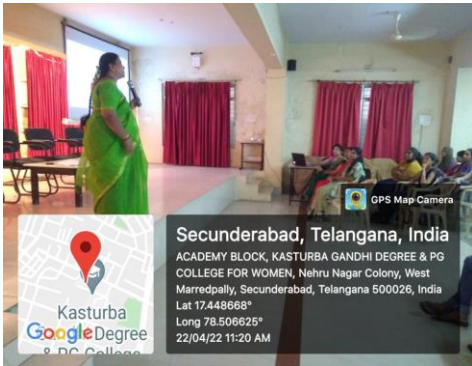 GPS Map Camera
Secunderabad, Telangana, India
ACADEMY BLOCK, KASTURBA GANDHI DEGREE & PG
COLLEGE FOR WOMEN, Nehru Nagar Colony, West
Marredpally, Secunderabad, Telangana 500026, India
Lat 17.448668°
Long 78.506625°
22/04/22 11:20 AM
Kasturba
Google Degree
& PG College